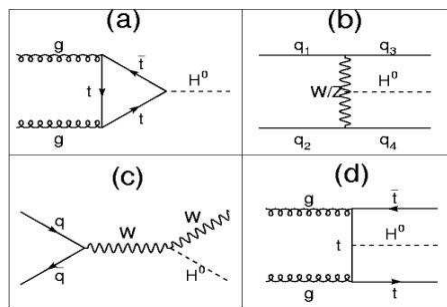 (a)
g
t̄
t
H⁰
t
g
(b)
q₁ q₃
W/Z H⁰
q₂ q₄
(c)
q
W
W
q̄
H⁰
(d)
g t̄
t H⁰
g t